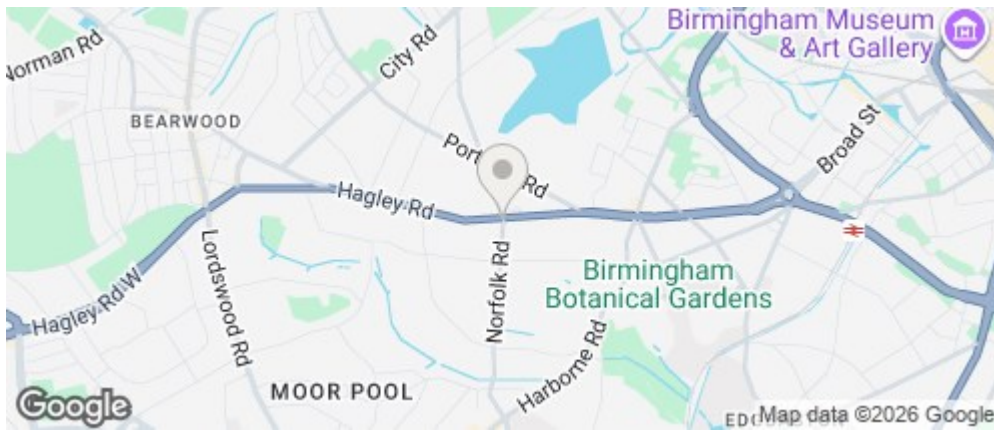 Birmingham Museum
& Art Gallery
Norman Rd
City Rd
BEARWOOD
Broad St
Hagley Rd
Lordswood Rd
Norfolk Rd
Birmingham
Botanical Gardens
Hagley Rd W
Harborne Rd
MOOR POOL
Google
Map data ©2026 Google